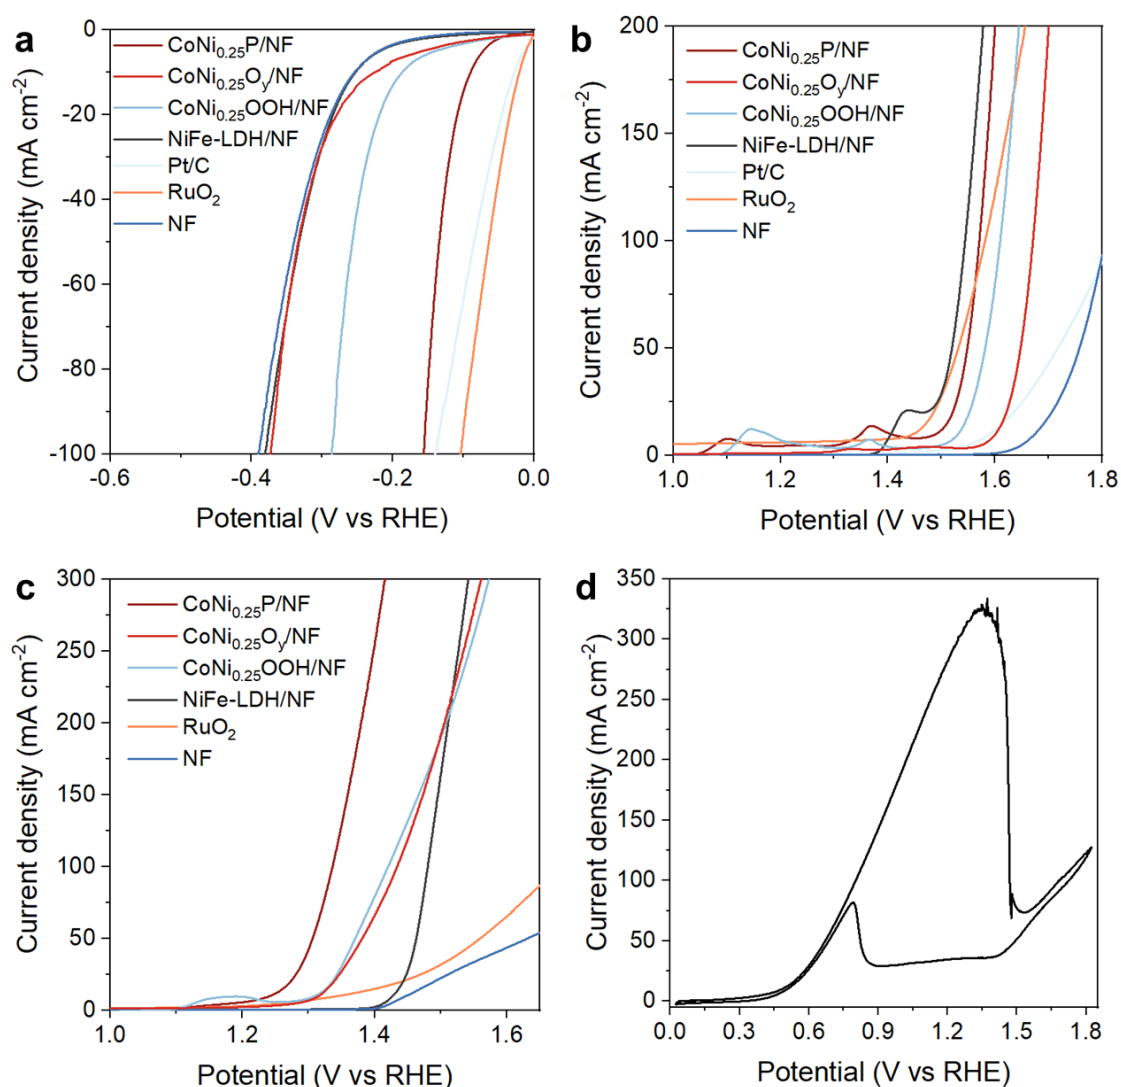 a
CoNi0.25P/NF
CoNi0.25Oy/NF
CoNi0.25OOH/NF
NiFe-LDH/NF
Pt/C
RuO2
NF
0
-20
-40
-60
-80
-100
Current density (mA cm-2)
-0.6
-0.4
-0.2
0.0
Potential (V vs RHE)
b
CoNi0.25P/NF
CoNi0.25Oy/NF
CoNi0.25OOH/NF
NiFe-LDH/NF
Pt/C
RuO2
NF
200
150
100
50
0
Current density (mA cm-2)
1.0
1.2
1.4
1.6
1.8
Potential (V vs RHE)
c
CoNi0.25P/NF
CoNi0.25Oy/NF
CoNi0.25OOH/NF
NiFe-LDH/NF
RuO2
NF
300
250
200
150
100
50
0
Current density (mA cm-2)
1.0
1.2
1.4
1.6
Potential (V vs RHE)
d
350
300
250
200
150
100
50
0
Current density (mA cm-2)
0.0
0.3
0.6
0.9
1.2
1.5
1.8
Potential (V vs RHE)